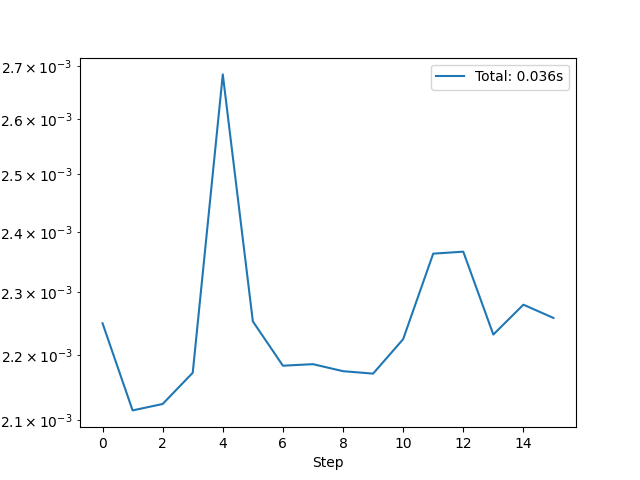 2.7 × 10⁻³
Total: 0.036s
2.6 × 10⁻³
2.5 × 10⁻³
2.4 × 10⁻³
2.3 × 10⁻³
2.2 × 10⁻³
2.1 × 10⁻³
0 2 4 6 8 10 12 14
Step